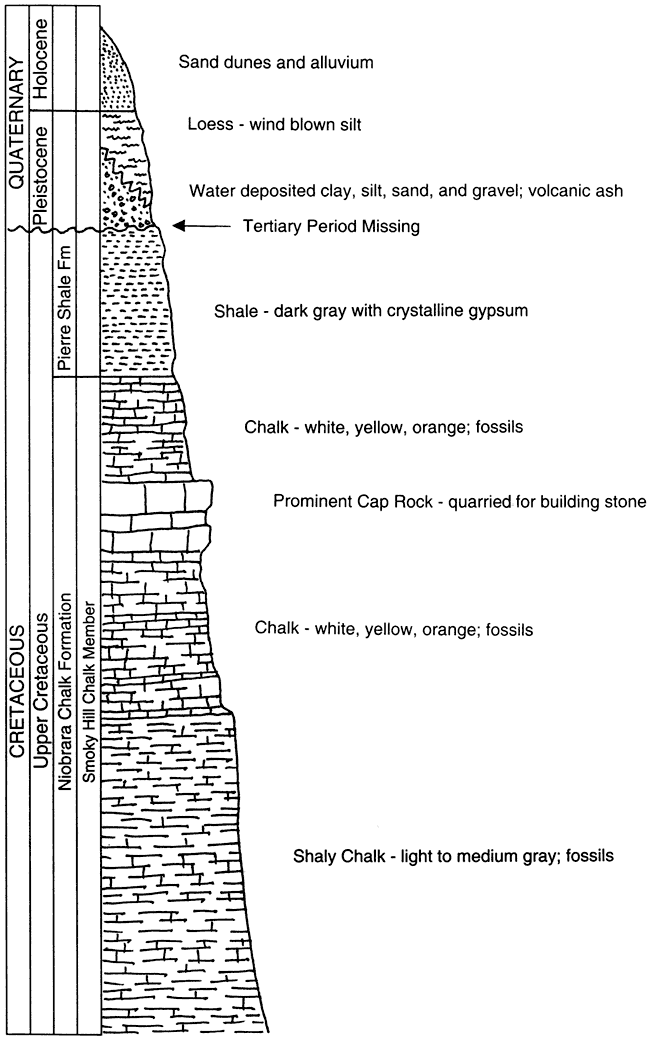 QUATERNARY
Holocene
Pleistocene
Sand dunes and alluvium
Loess - wind blown silt
Water deposited clay, silt, sand, and gravel; volcanic ash
Tertiary Period Missing
CRETACEOUS
Upper Cretaceous
Pierre Shale Fm
Shale - dark gray with crystalline gypsum
Niobrara Chalk Formation
Smoky Hill Chalk Member
Chalk - white, yellow, orange; fossils
Prominent Cap Rock - quarried for building stone
Chalk - white, yellow, orange; fossils
Shaly Chalk - light to medium gray; fossils